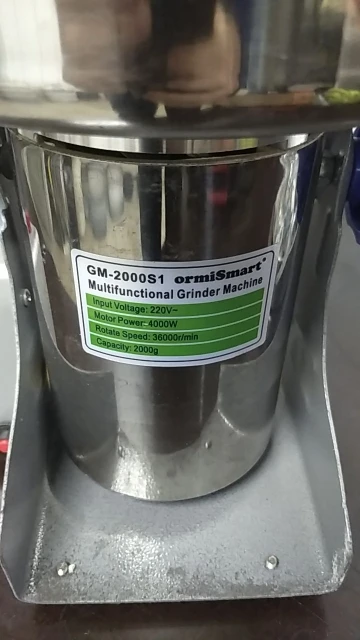 GM-2000S1 ormiSmart®
Multifunctional Grinder Machine
Input Voltage: 220V~
Motor Power: 4000W
Rotate Speed: 36000r/min
Capacity: 2000g